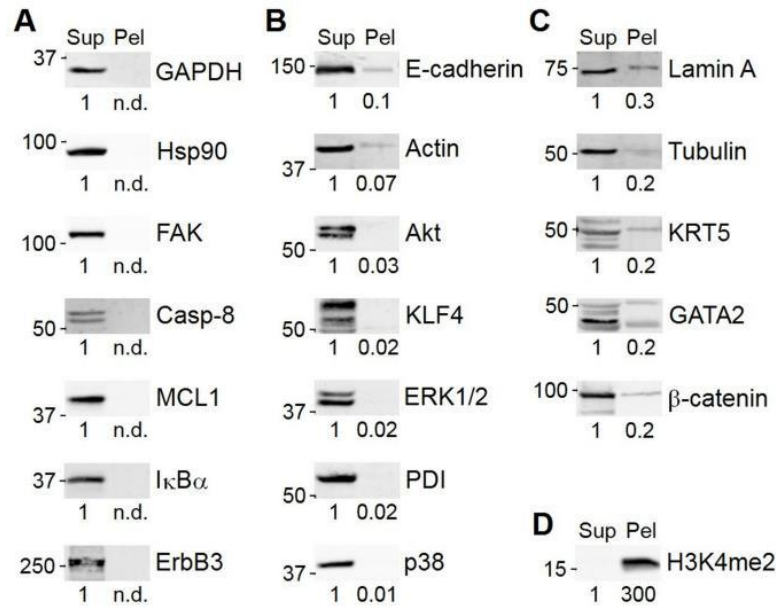 A
Sup Pel
37
GAPDH
1 n.d.
100
Hsp90
1 n.d.
FAK
100
1 n.d.
Casp-8
50
1 n.d.
MCL1
37
1 n.d.
37
IκBα
1 n.d.
250
ErbB3
1 n.d.
B
Sup Pel
150
E-cadherin
1 0.1
Actin
37
1 0.07
Akt
50
1 0.03
KLF4
50
1 0.02
ERK1/2
37
1 0.02
PDI
50
1 0.02
p38
37
1 0.01
C
Sup Pel
75
Lamin A
1 0.3
50
Tubulin
1 0.2
50
KRT5
1 0.2
50
GATA2
1 0.2
100
β-catenin
1 0.2
D
Sup Pel
15
H3K4me2
1 300